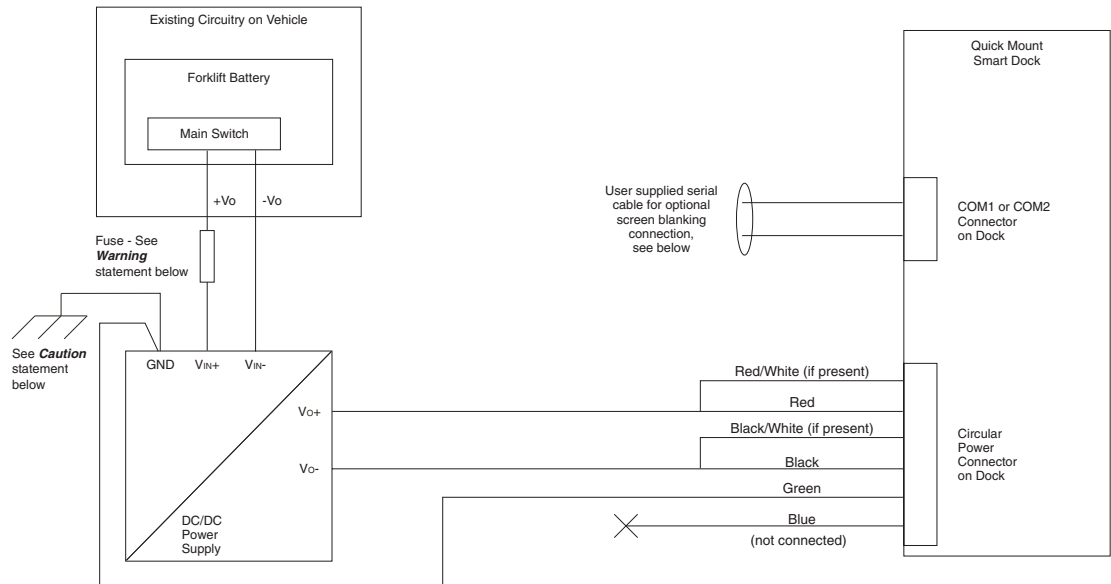 Existing Circuitry on Vehicle
Forklift Battery
Main Switch
+Vo
-Vo
Fuse - See
Warning
statement below
See Caution
statement
below
GND
VIN+
VIN-
VO+
VO-
DC/DC
Power
Supply
User supplied serial
cable for optional
screen blanking
connection,
see below
Quick Mount
Smart Dock
COM1 or COM2
Connector
on Dock
Red/White (if present)
Red
Black/White (if present)
Black
Green
Blue
(not connected)
Circular
Power
Connector
on Dock